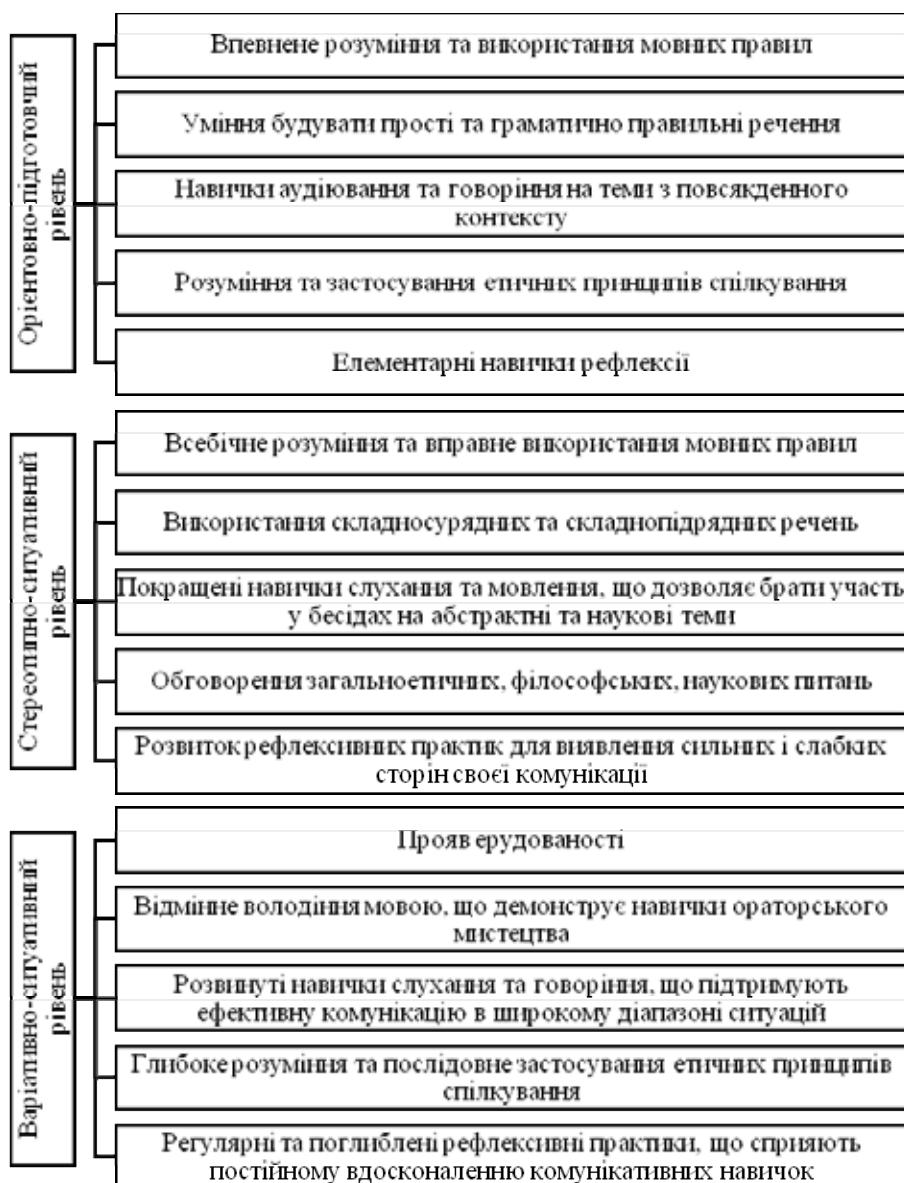 Орієнтовно-підготовчий
рівень
Впевнене розуміння та використання мовних правил
Уміння будувати прості та граматично правильні речення
Навички аудіювання та говоріння на теми з повсякденного
контексту
Розуміння та застосування етичних принципів спілкування
Елементарні навички рефлексії
Стереотипно-ситуативний
рівень
Всебічне розуміння та вправне використання мовних правил
Використання складносурядних та складнопідрядних речень
Покращені навички слухання та мовлення, що дозволяє брати участь
у бесідах на абстрактні та наукові теми
Обговорення загальноетичних, філософських, наукових питань
Розвиток рефлексивних практик для виявлення сильних і слабких
сторін своєї комунікації
Варіативно-ситуативний
рівень
Прояв ерудованості
Відмінне володіння мовою, що демонструє навички ораторського
мистецтва
Розвинуті навички слухання та говоріння, що підтримують
ефективну комунікацію в широкому діапазоні ситуацій
Глибоке розуміння та послідовне застосування етичних принципів
спілкування
Регулярні та поглиблені рефлексивні практики, що сприяють
постійному вдосконаленню комунікативних навичок